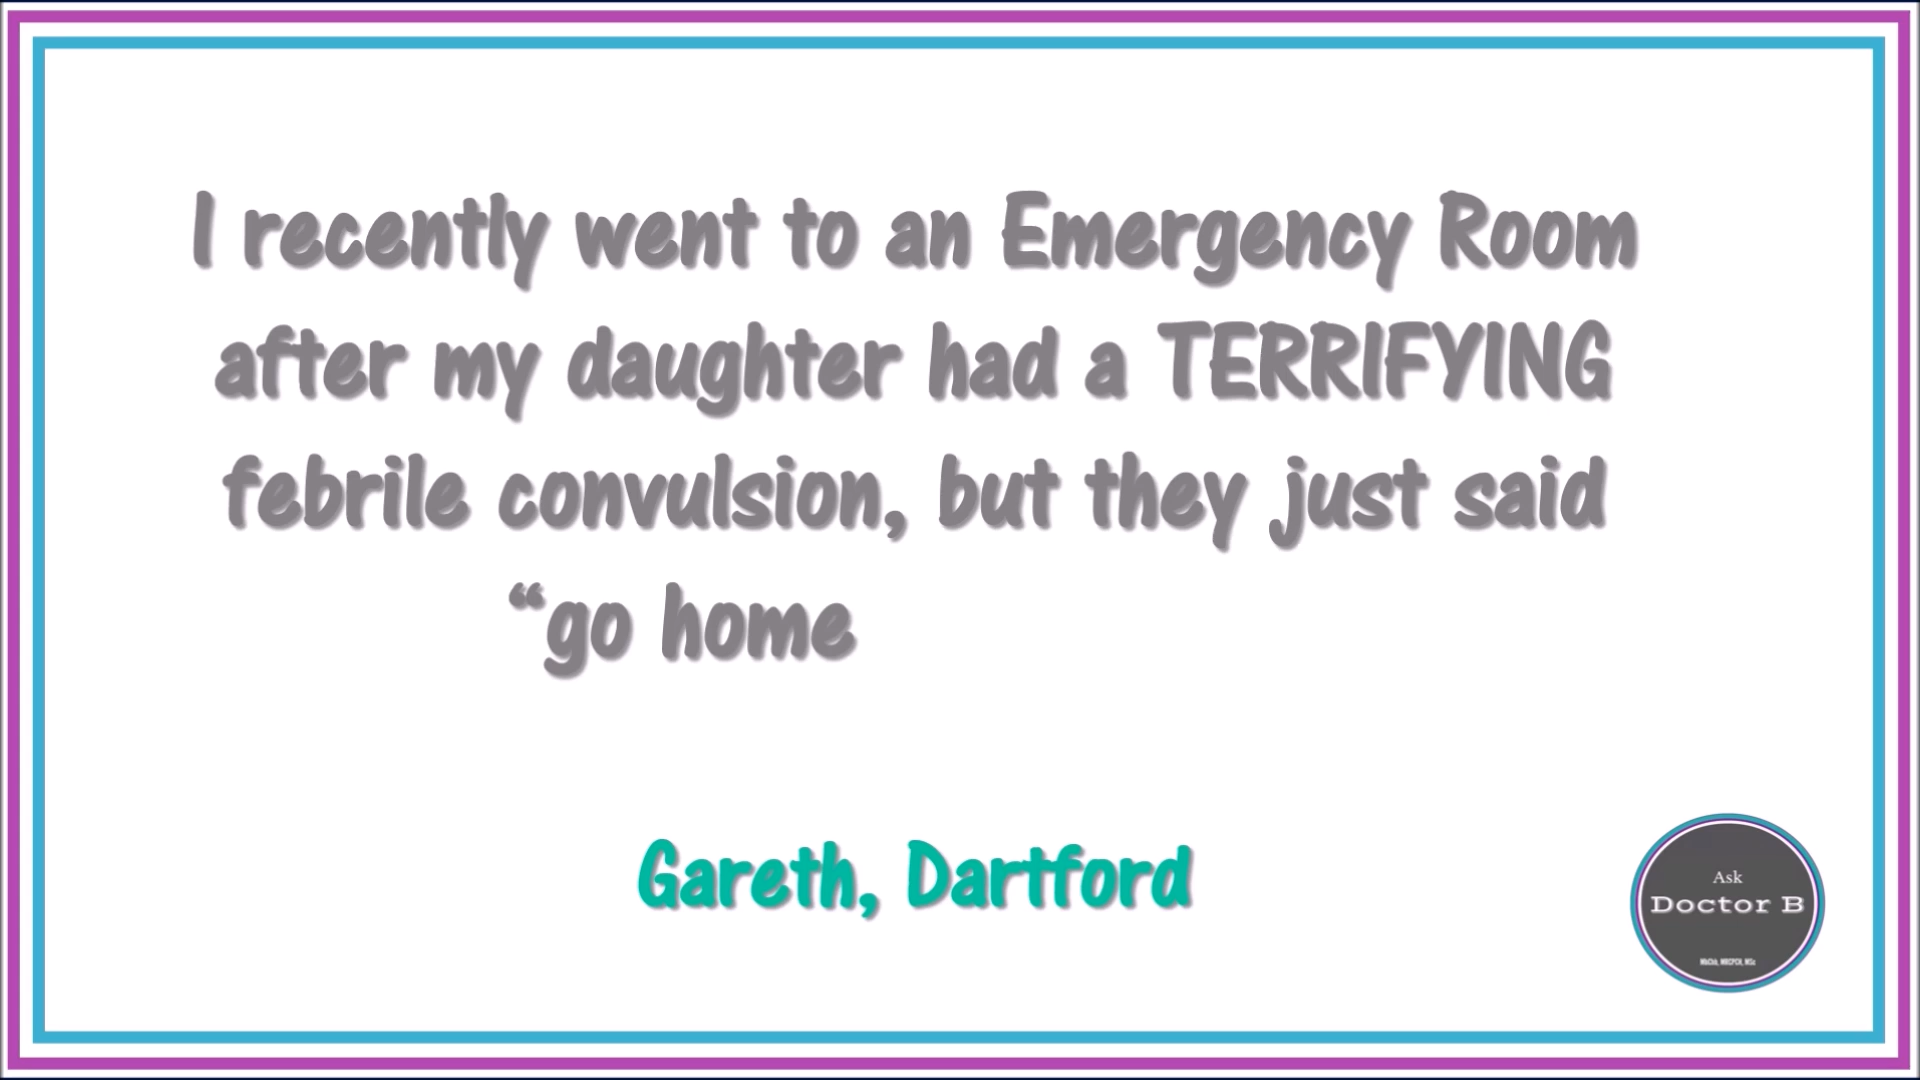 I recently went to an Emergency Room
after my daughter had a TERRIFYING
febrile convulsion, but they just said
“go home
Gareth, Dartford
Ask
Doctor B